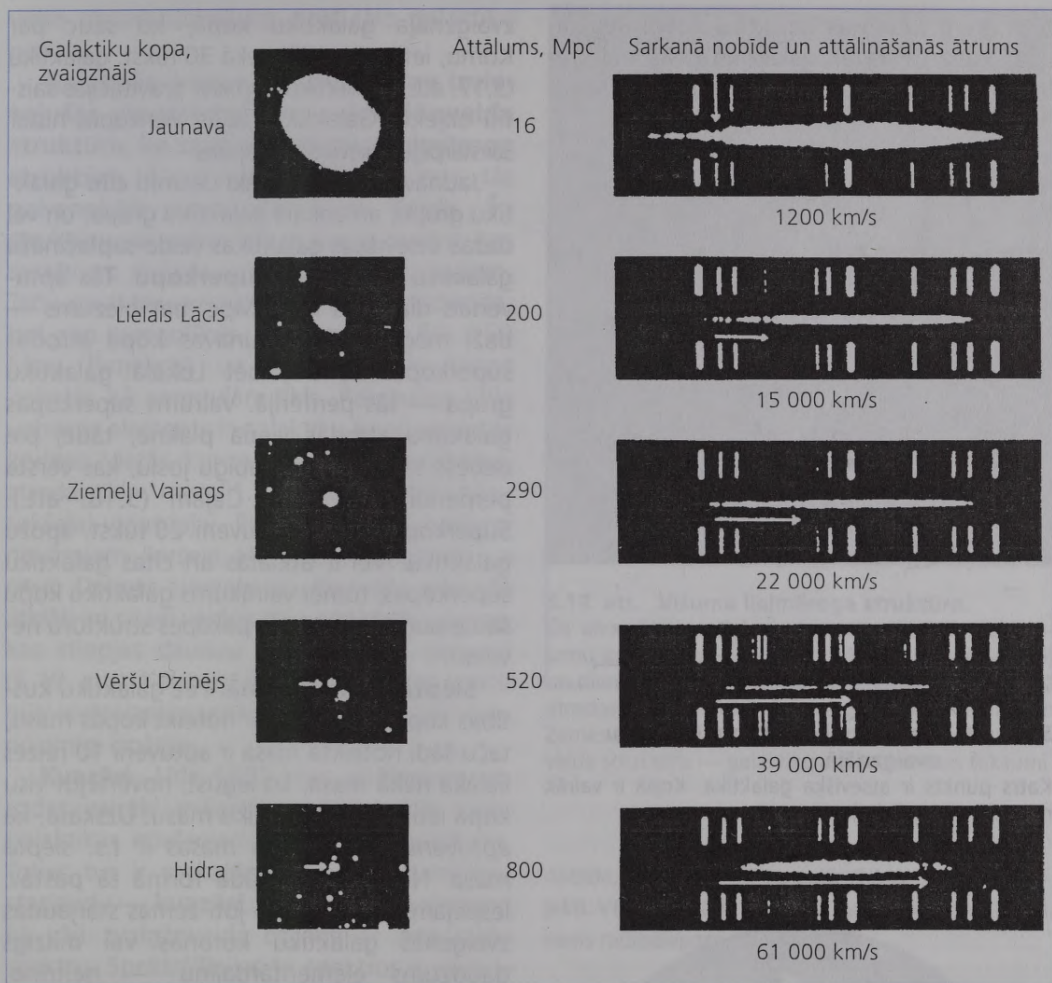 Galaktiku kopa,
zvaigznājs
Attālums, Mpc
Sarkanā nobīde un attālināšanās ātrums
Jaunava
16
1200 km/s
Lielais Lācis
200
15 000 km/s
Ziemeļu Vainags
290
22 000 km/s
Vēršu Dzinējs
520
39 000 km/s
Hidra
800
61 000 km/s